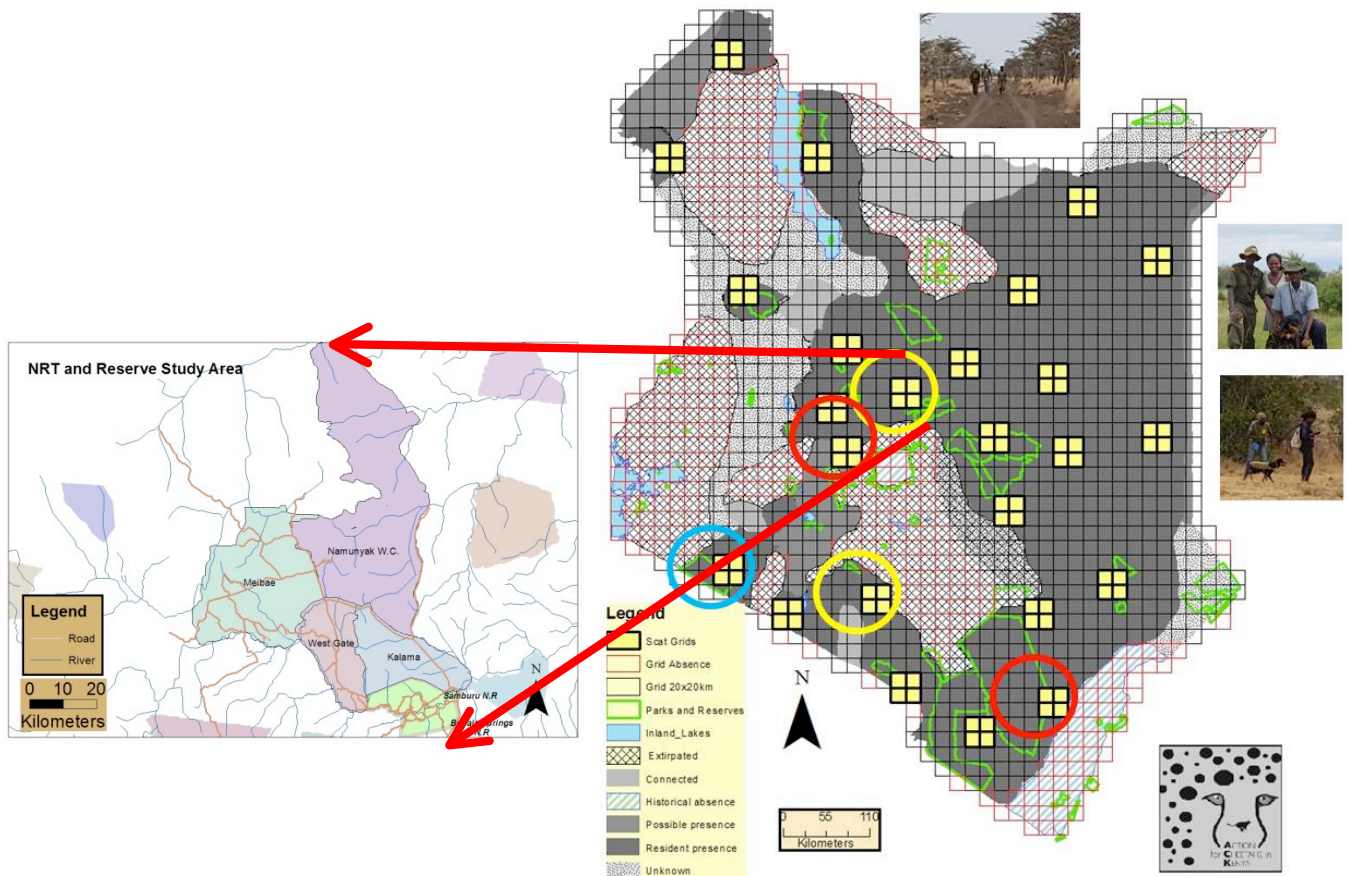 NRT and Reserve Study Area
Namunyak W.C.
Meibae
West Gate
Kalama
Samburu N.R
N.R
Legend
Road
River
0 10 20
Kilometers
N
Legend
Scat Grids
Grid Absence
Grid 20x20km
Parks and Reserves
Inland_Lakes
Extirpated
Connected
Historical absence
Possible presence
Resident presence
Unknown
N
0 55 110
Kilometers
ACTION
for CHEETAHS in
KENYA